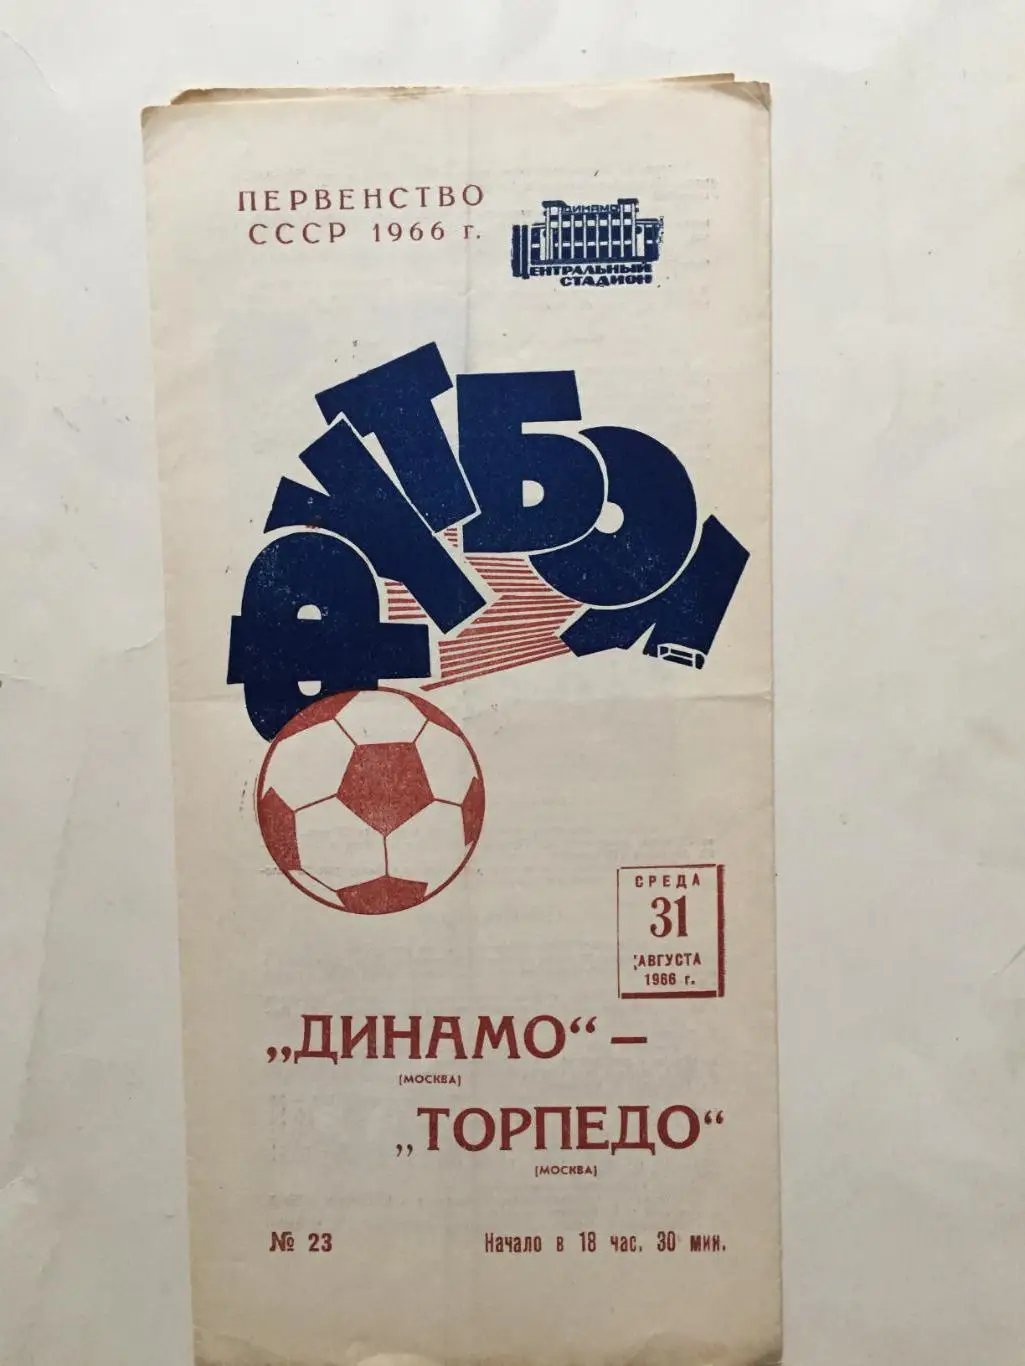 ПЕРВЕНСТВО
СССР 1966 г.
ДИНАМО
ЦЕНТРАЛЬНЫЙ
СТАДИОН
ФУТБОЛ
СРЕДА
31
АВГУСТА
1966 г.
„ДИНАМО“ –
(МОСКВА)
„ТОРПЕДО“
(МОСКВА)
№ 23 Начало в 18 час. 30 мин.